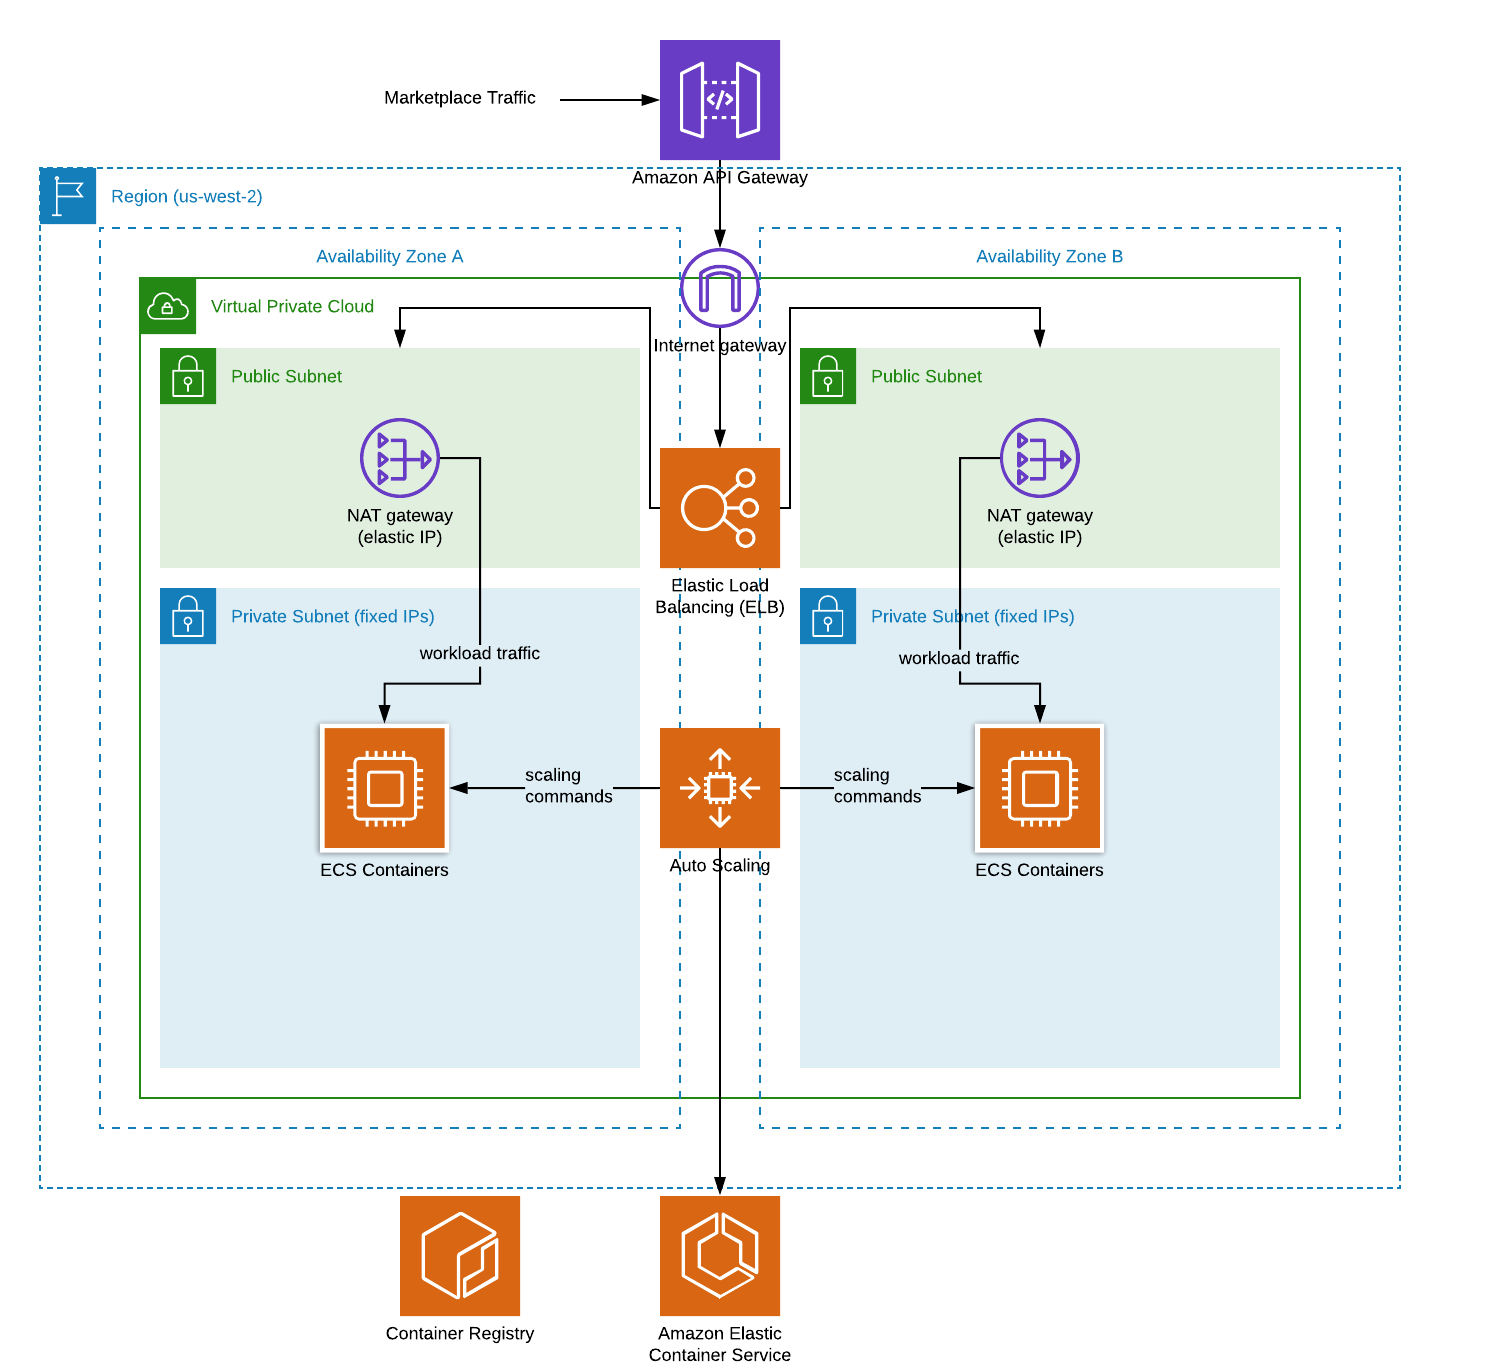 Marketplace Traffic
Amazon API Gateway
Region (us-west-2)
Availability Zone A
Availability Zone B
Virtual Private Cloud
Internet gateway
Public Subnet
Public Subnet
NAT gateway
(elastic IP)
NAT gateway
(elastic IP)
Elastic Load
Balancing (ELB)
Private Subnet (fixed IPs)
Private Subnet (fixed IPs)
workload traffic
workload traffic
scaling
commands
scaling
commands
Auto Scaling
ECS Containers
ECS Containers
Container Registry
Amazon Elastic
Container Service